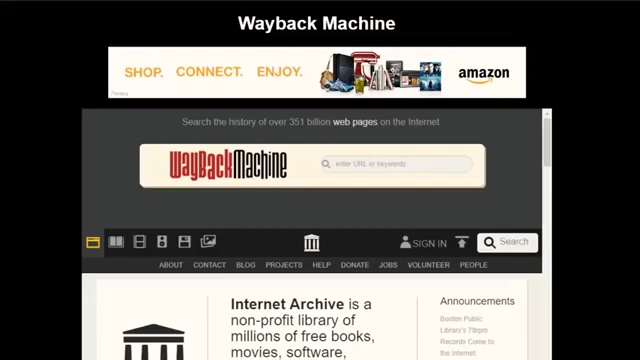 Wayback Machine
SHOP. CONNECT. ENJOY.
amazon
Privacy
Search the history of over 351 billion web pages on the Internet.
WayBackMachine
enter URL or keywords
SIGN IN
Search
ABOUT CONTACT BLOG PROJECTS HELP DONATE JOBS VOLUNTEER PEOPLE
Internet Archive is a
non-profit library of
millions of free books,
movies, software,
Announcements
Boston Public
Library's 78rpm
Records Come to
the Internet